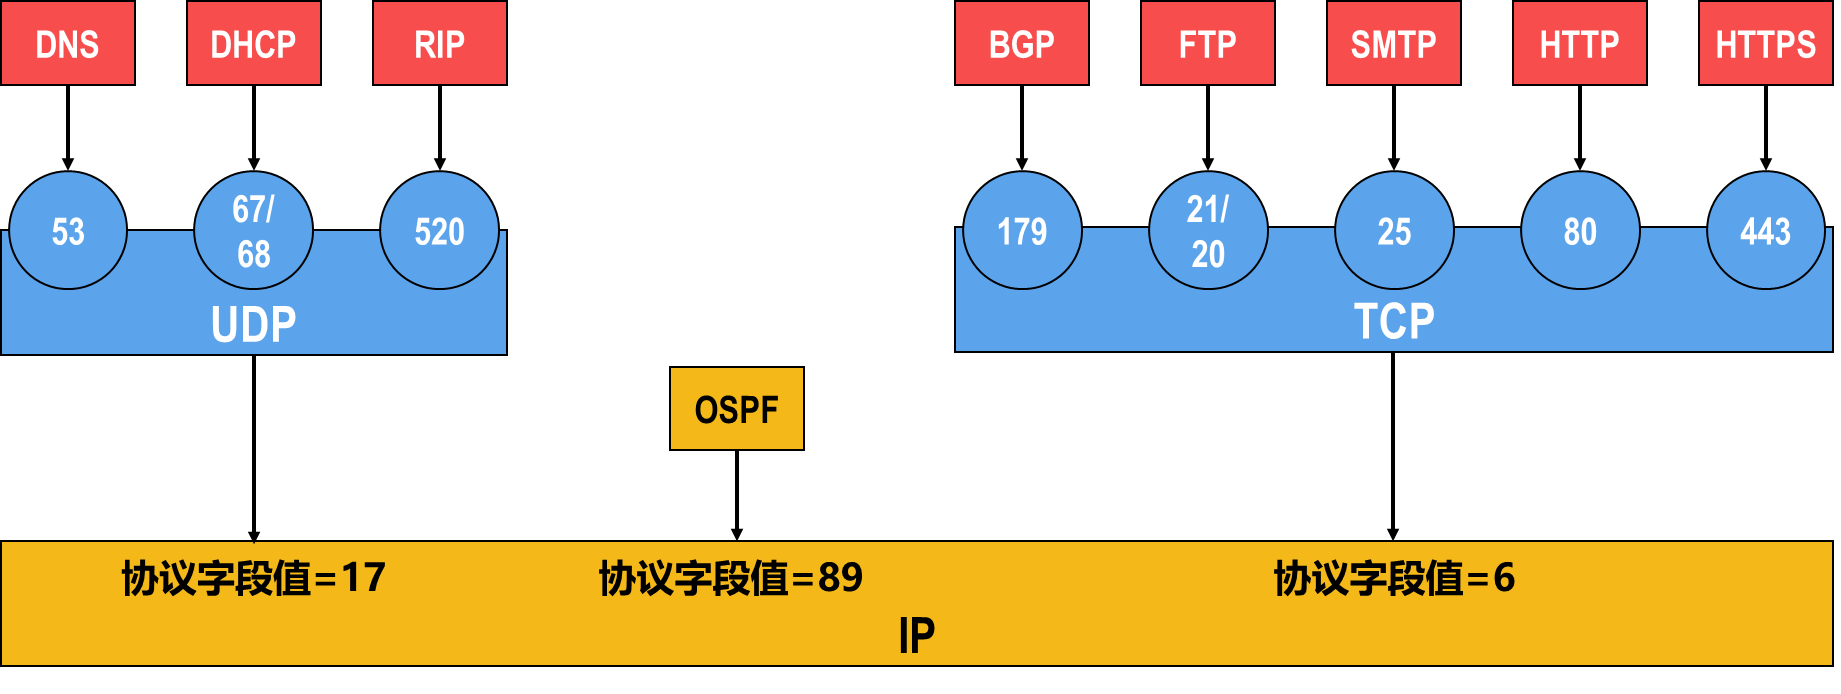 DNS
DHCP
RIP
BGP
FTP
SMTP
HTTP
HTTPS
53
67/
68
520
179
21/
20
25
80
443
UDP
TCP
OSPF
协议字段值=17
协议字段值=89
协议字段值=6
IP